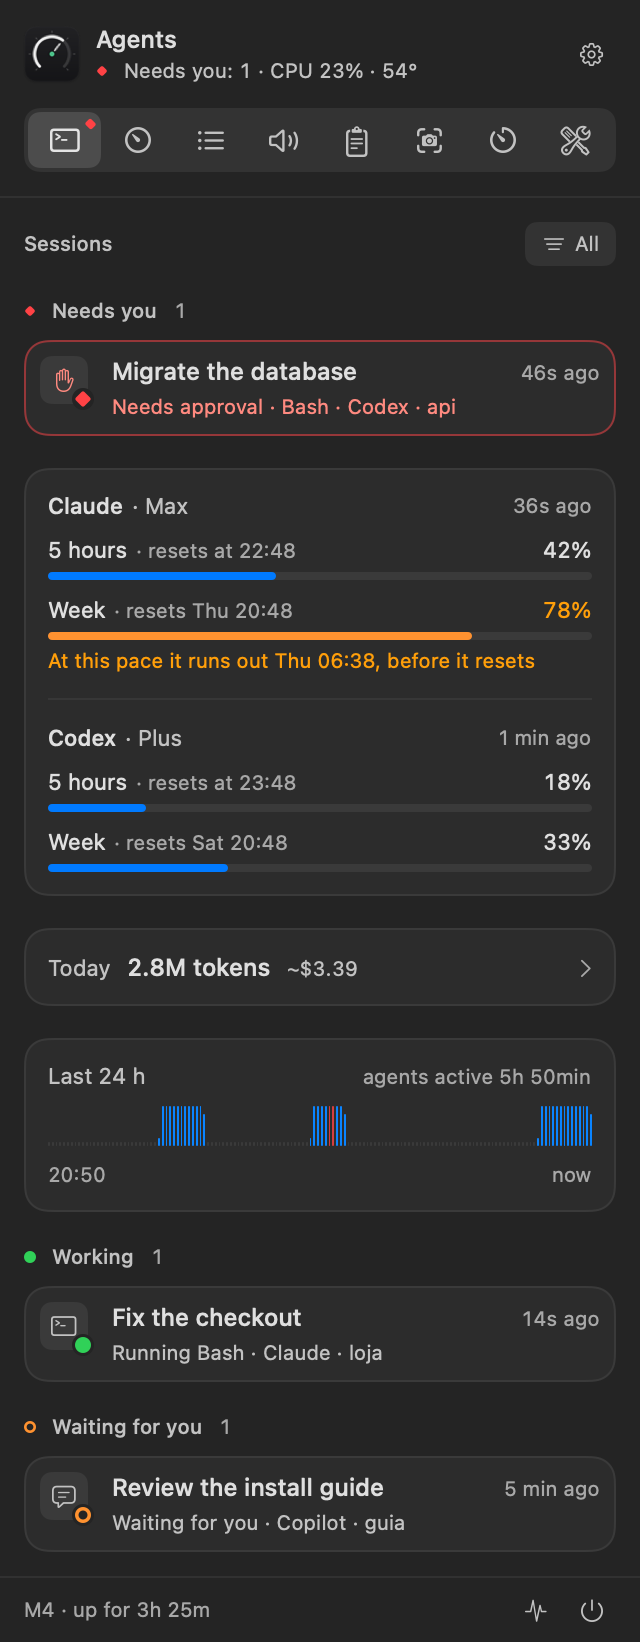 Agents
Needs you: 1 · CPU 23% · 54°
Sessions
All
Needs you 1
Migrate the database
46s ago
Needs approval · Bash · Codex · api
Claude · Max
36s ago
5 hours · resets at 22:48
42%
Week · resets Thu 20:48
78%
At this pace it runs out Thu 06:38, before it resets
Codex · Plus
1 min ago
5 hours · resets at 23:48
18%
Week · resets Sat 20:48
33%
Today 2.8M tokens ~$3.39
Last 24 h
agents active 5h 50min
20:50
now
Working 1
Fix the checkout
14s ago
Running Bash · Claude · loja
Waiting for you 1
Review the install guide
5 min ago
Waiting for you · Copilot · guia
M4 · up for 3h 25m